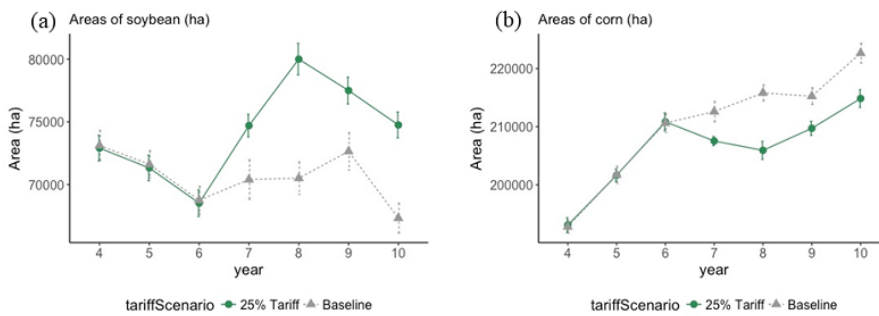 (a) Areas of soybean (ha)
80000
75000
70000
Area (ha)
4 5 6 7 8 9 10
year
tariffScenario 25% Tariff Baseline
(b) Areas of corn (ha)
220000
210000
200000
Area (ha)
4 5 6 7 8 9 10
year
tariffScenario 25% Tariff Baseline